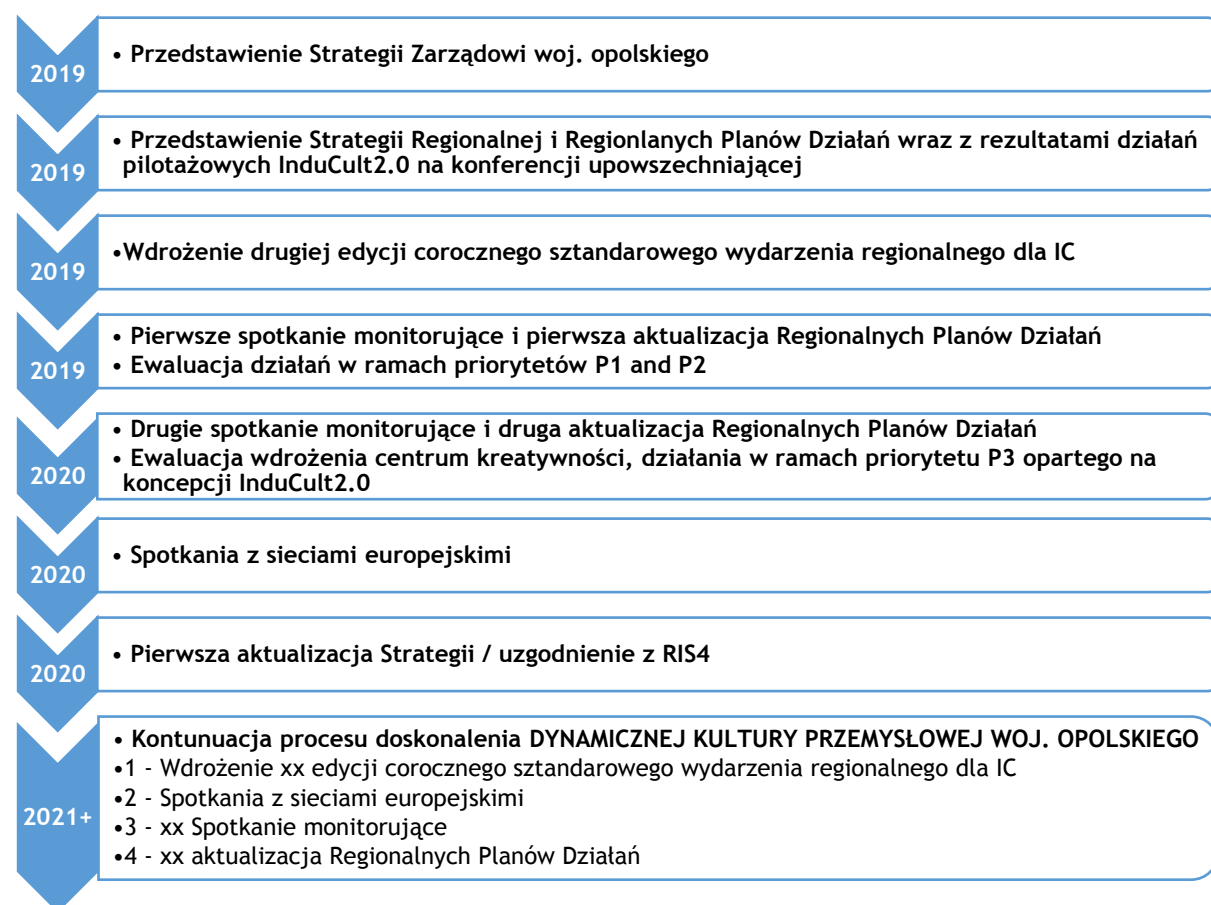 2019
• Przedstawienie Strategii Zarządowi woj. opolskiego
2019
• Przedstawienie Strategii Regionalnej i Regionlanych Planów Działań wraz z rezultatami działań
pilotażowych InduCult2.0 na konferencji upowszechniającej
2019
•Wdrożenie drugiej edycji corocznego sztandarowego wydarzenia regionalnego dla IC
2019
• Pierwsze spotkanie monitorujące i pierwsza aktualizacja Regionalnych Planów Działań
• Ewaluacja działań w ramach priorytetów P1 and P2
2020
• Drugie spotkanie monitorujące i druga aktualizacja Regionalnych Planów Działań
• Ewaluacja wdrożenia centrum kreatywności, działania w ramach priorytetu P3 opartego na
koncepcji InduCult2.0
2020
• Spotkania z sieciami europejskimi
2020
• Pierwsza aktualizacja Strategii / uzgodnienie z RIS4
2021+
• Kontunuacja procesu doskonalenia DYNAMICZNEJ KULTURY PRZEMYSŁOWEJ WOJ. OPOLSKIEGO
•1 - Wdrożenie xx edycji corocznego sztandarowego wydarzenia regionalnego dla IC
•2 - Spotkania z sieciami europejskimi
•3 - xx Spotkanie monitorujące
•4 - xx aktualizacja Regionalnych Planów Działań